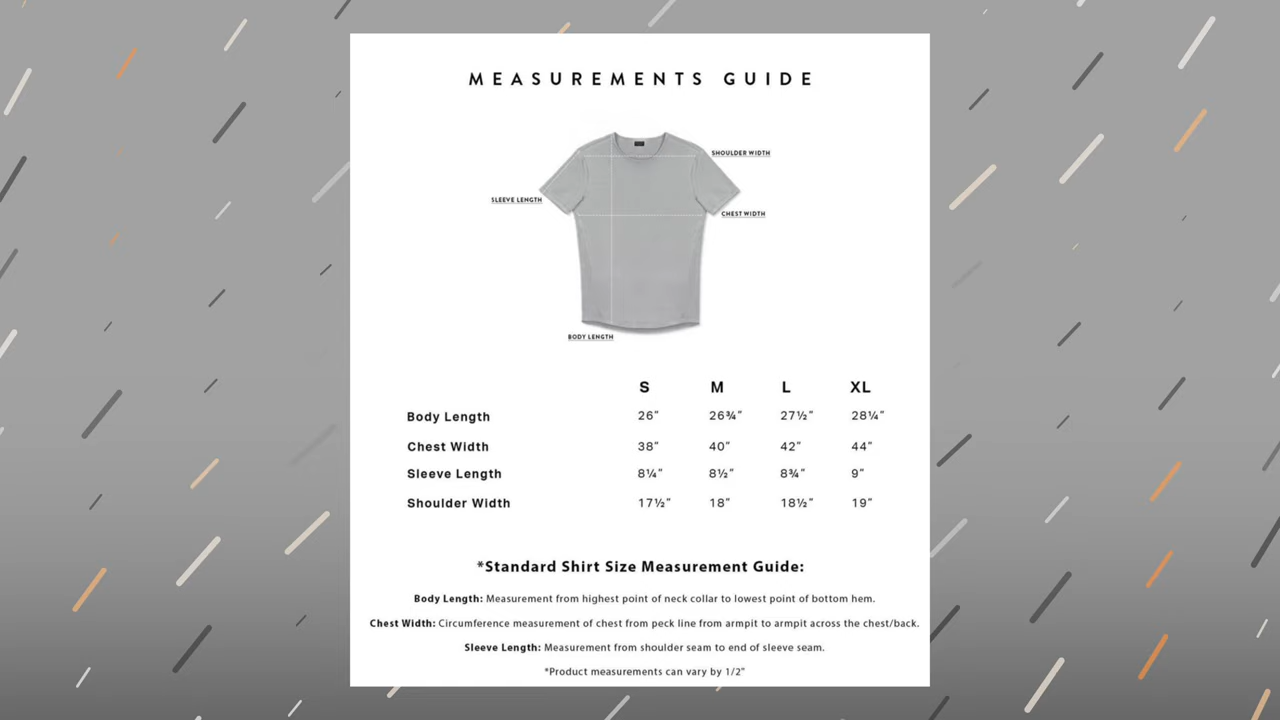 MEASUREMENTS GUIDE
SHOULDER WIDTH
SLEEVE LENGTH
CHEST WIDTH
BODY LENGTH
S M L XL
Body Length 26” 26¾” 27½” 28¼”
Chest Width 38” 40” 42” 44”
Sleeve Length 8¼” 8½” 8¾” 9”
Shoulder Width 17½” 18” 18½” 19”
*Standard Shirt Size Measurement Guide:
Body Length: Measurement from highest point of neck collar to lowest point of bottom hem.
Chest Width: Circumference measurement of chest from peck line from armpit to armpit across the chest/back.
Sleeve Length: Measurement from shoulder seam to end of sleeve seam.
*Product measurements can vary by 1/2"